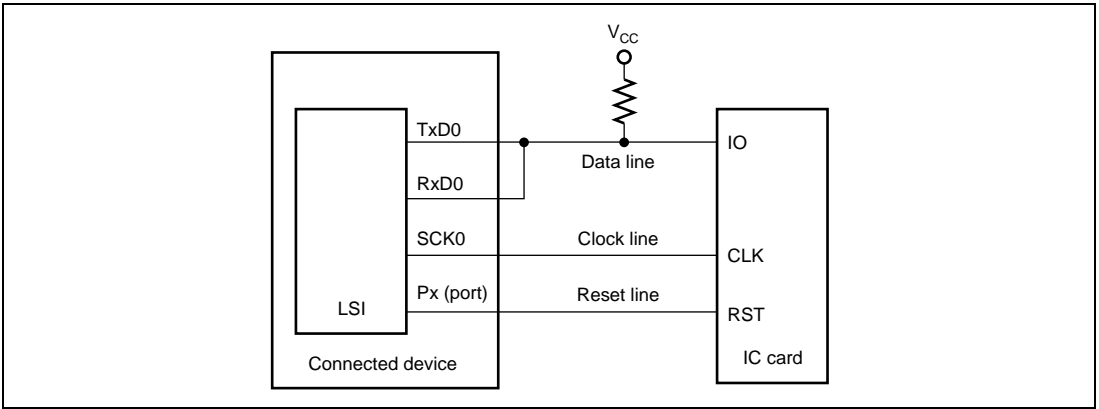 VCC
TxD0
IO
Data line
RxD0
SCK0
Clock line
CLK
Px (port)
Reset line
RST
LSI
IC card
Connected device